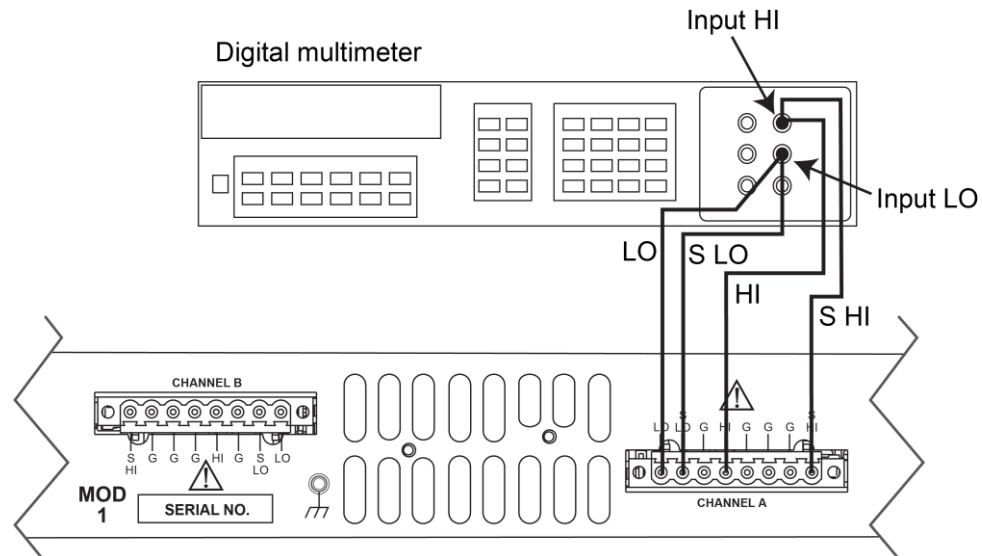 Input HI
Digital multimeter
Input LO
LO
S LO
HI
S HI
CHANNEL B
S HI G G G HI G S LO LO
MOD 1
SERIAL NO.
LO S LO G HI G G G S HI
CHANNEL A